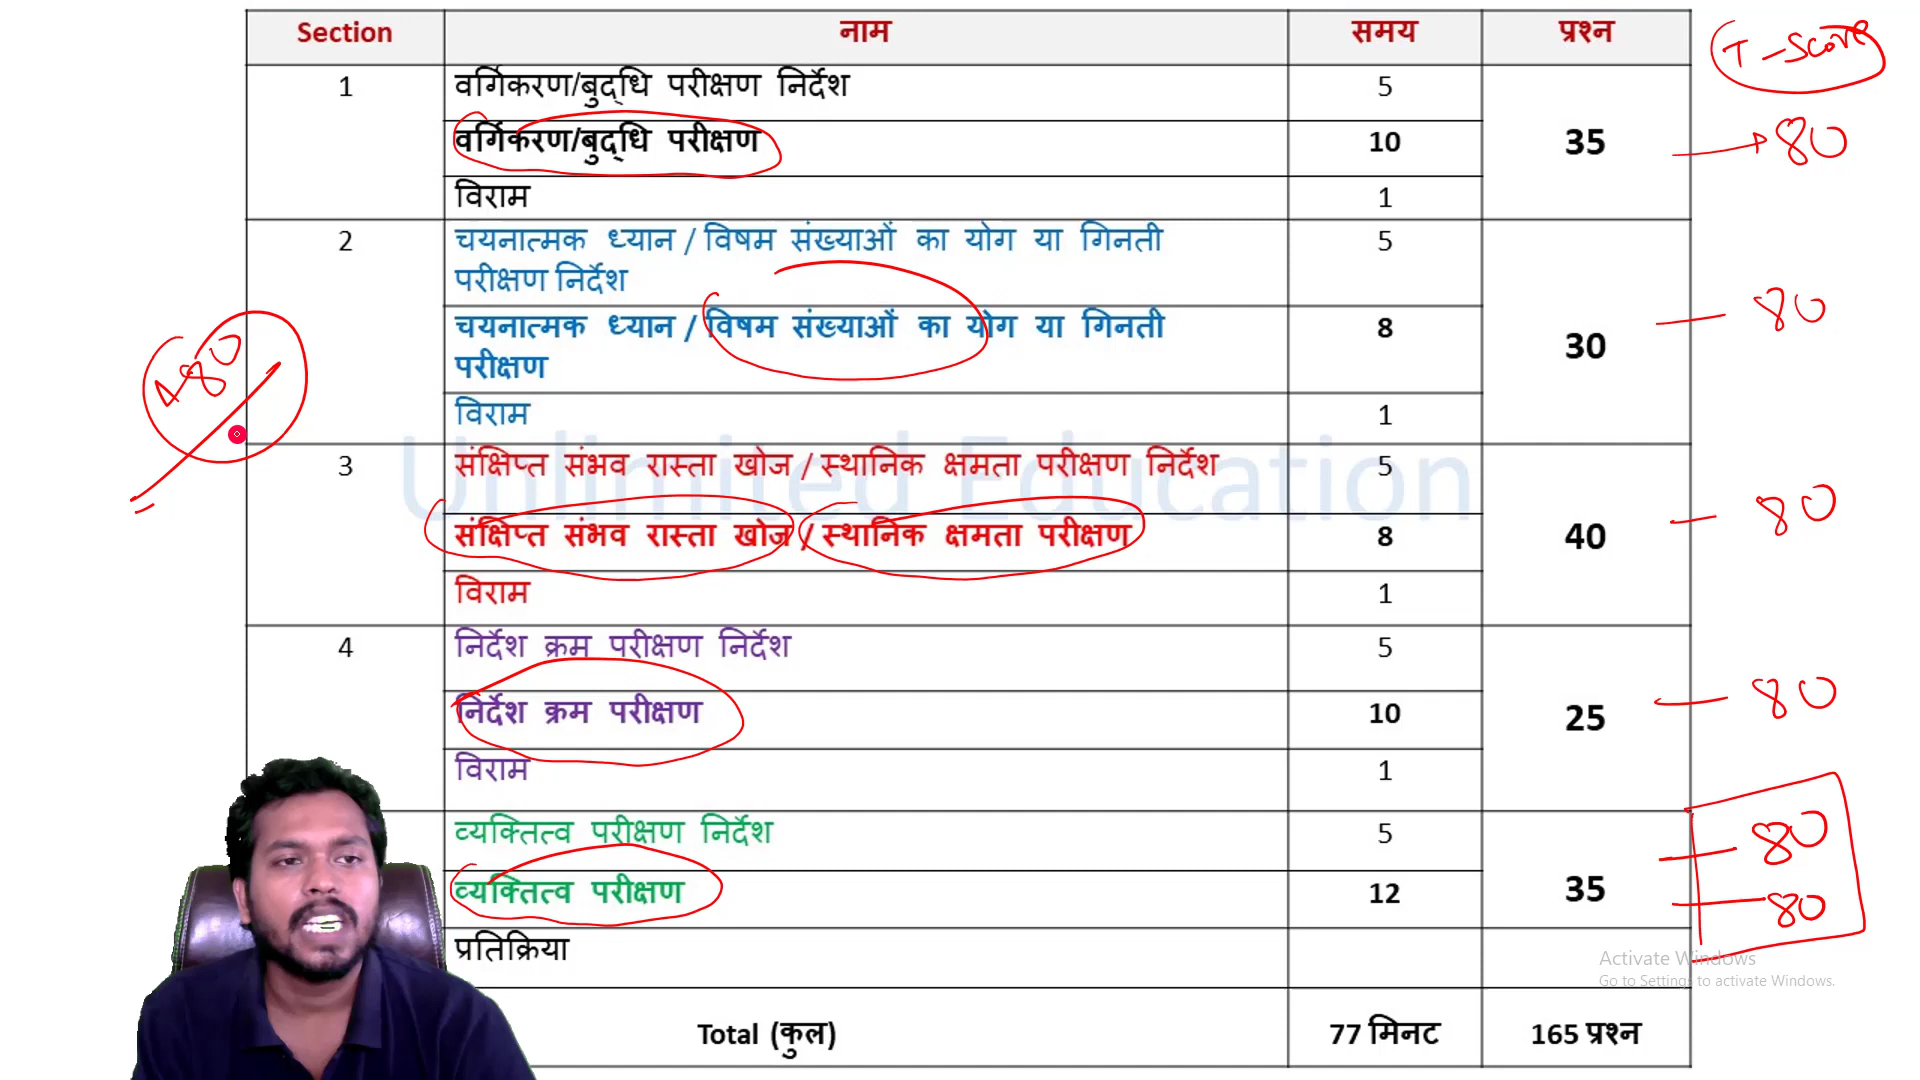 Section नाम समय प्रश्न
T-Score
1 वर्गिकरण/बुद्धि परीक्षण निर्देश 5
वर्गिकरण/बुद्धि परीक्षण 10 35
80
विराम 1
2 चयनात्मक ध्यान / विषम संख्याओं का योग या गिनती 5
परीक्षण निर्देश
चयनात्मक ध्यान / विषम संख्याओं का योग या गिनती 8 30
परीक्षण
80
480
विराम 1
Unlimited Education
3 संक्षिप्त संभव रास्ता खोज / स्थानिक क्षमता परीक्षण निर्देश 5
संक्षिप्त संभव रास्ता खोज / स्थानिक क्षमता परीक्षण 8 40
80
विराम 1
4 निर्देश क्रम परीक्षण निर्देश 5
निर्देश क्रम परीक्षण 10 25
80
विराम 1
व्यक्तित्व परीक्षण निर्देश 5
80
व्यक्तित्व परीक्षण 12 35
80
प्रतिक्रिया
Activate Windows
Go to Settings to activate Windows.
Total (कुल) 77 मिनट 165 प्रश्न